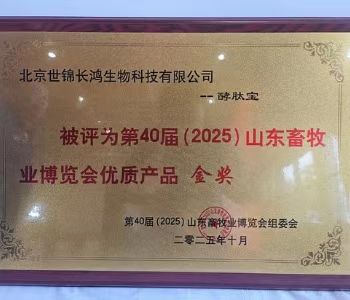 北京世锦长鸿生物科技有限公司
--酵肽宝
被评为第40届(2025)山东畜牧
业博览会优质产品 金奖
第40届(2025)山东畜牧业博览会组委会
二零二五年十月